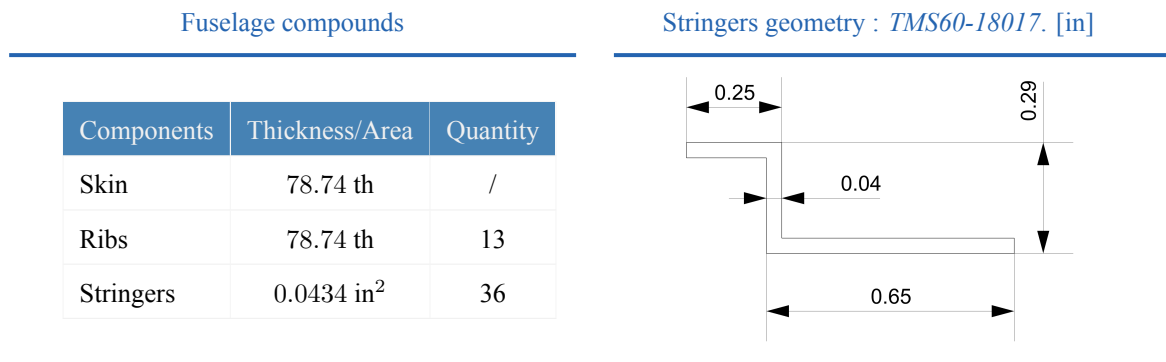 Fuselage compounds
Components Thickness/Area Quantity
Skin 78.74 th /
Ribs 78.74 th 13
Stringers 0.0434 in² 36
Stringers geometry : TMS60-18017. [in]
0.25
0.29
0.04
0.65